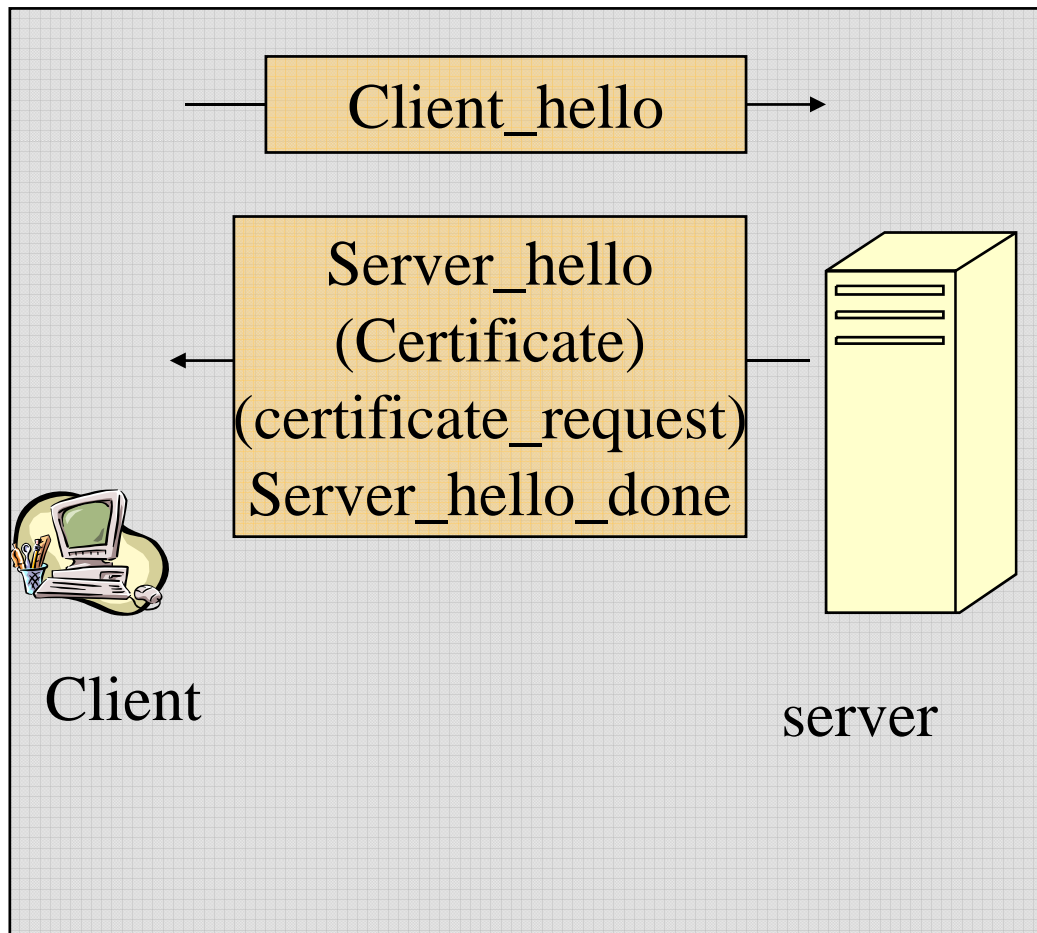 Client_hello
Server_hello
(Certificate)
(certificate_request)
Server_hello_done
Client
server